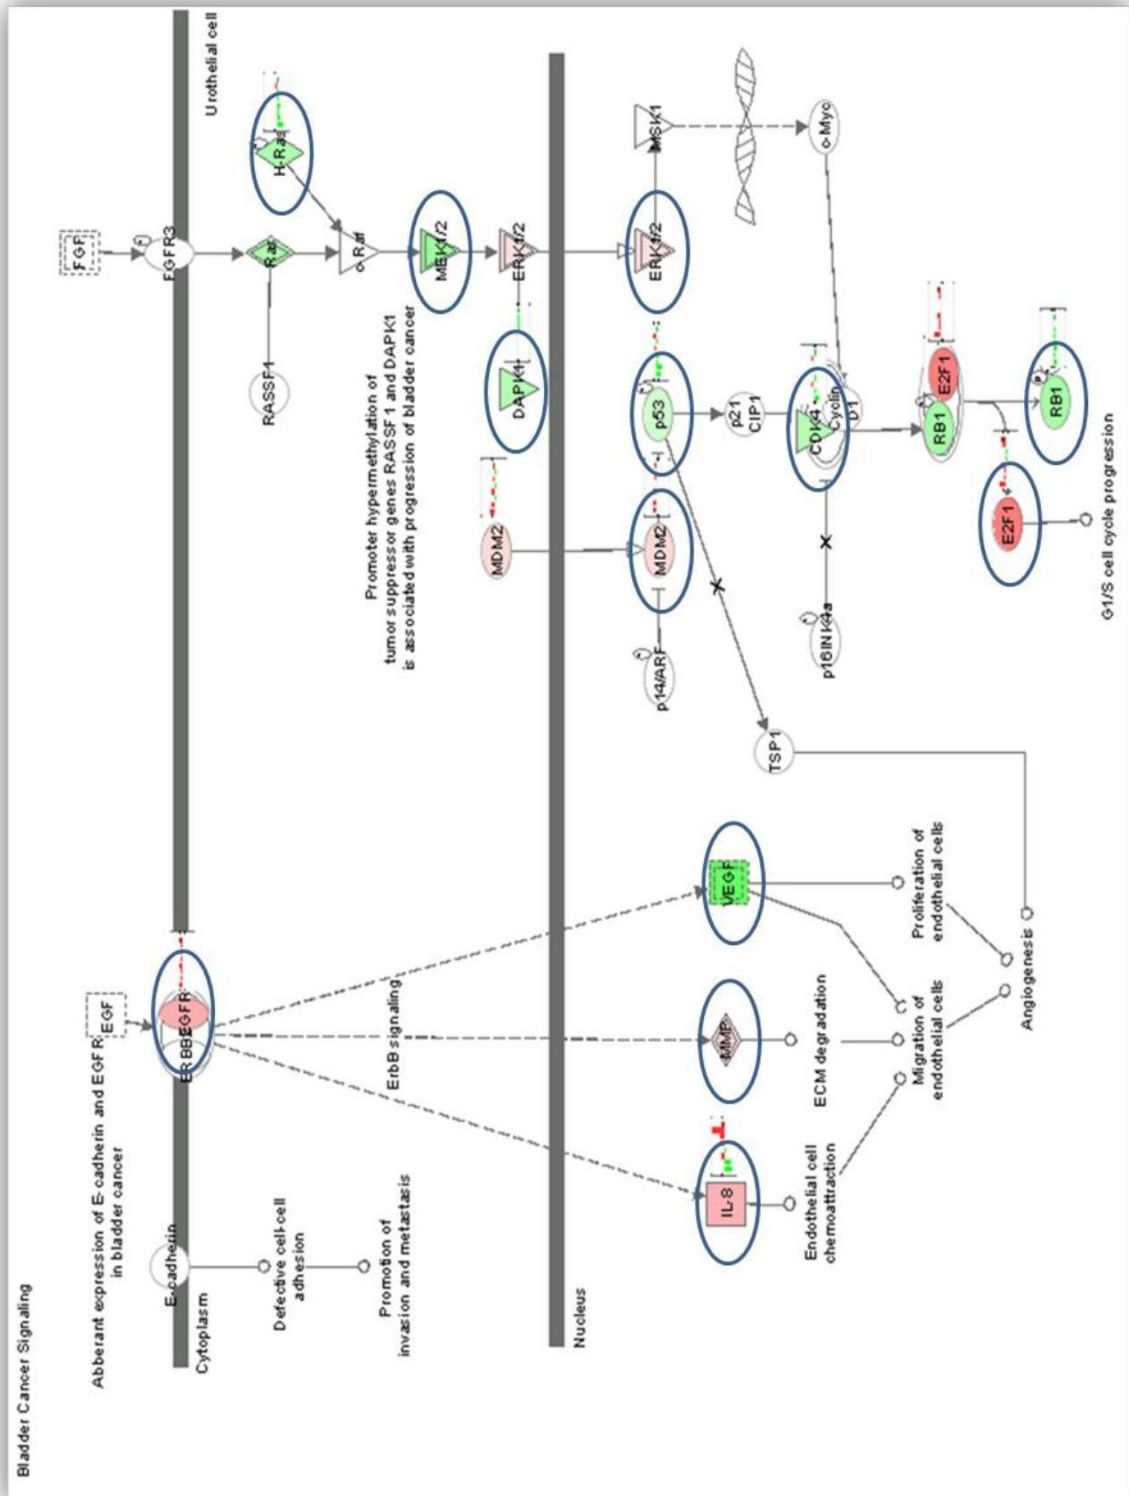 Bladder Cancer Signaling
Abberant expression of E-cadherin and EGFR
in bladder cancer
EGF
FGF
E-cadherin
ERBB2
EGFR
FGFR3
Cytoplasm
Urothelial cell
Defective cell-cell
adhesion
Promotion of
invasion and metastasis
ErbB signaling
RASSF1
Ras
H-Ras
c-Raf
MEK1/2
Promoter hypermethylation of
tumor suppressor genes RASSF1 and DAPK1
is associated with progression of bladder cancer
MDM2
DAPK1
ERK1/2
Nucleus
p14/ARF
MDM2
p53
ERK1/2
MSK1
IL-8
MMP
VEGF
TSP1
p21
CIP1
Endothelial cell
chemoattraction
ECM degradation
p16INK4a
CDK4
Cyclin
D1
c-Myc
Migration of
endothelial cells
Proliferation of
endothelial cells
RB1
E2F1
Angiogenesis
E2F1
RB1
G1/S cell cycle progression